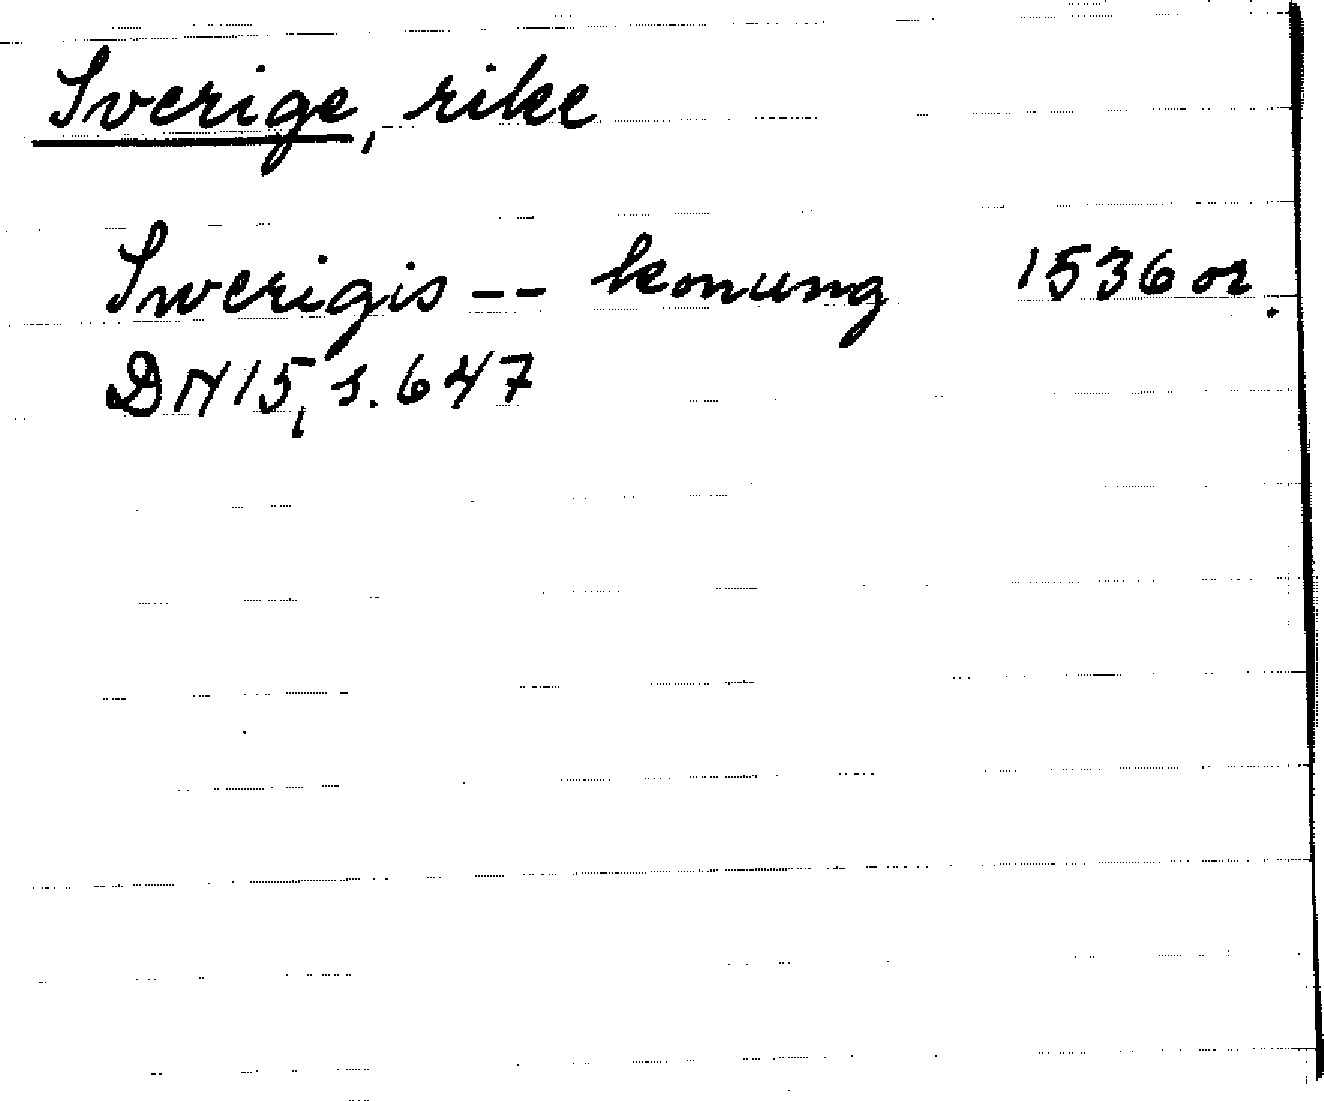 Sverige, rike
Swerigis -- konung 1536 or.
DN 15, s. 647